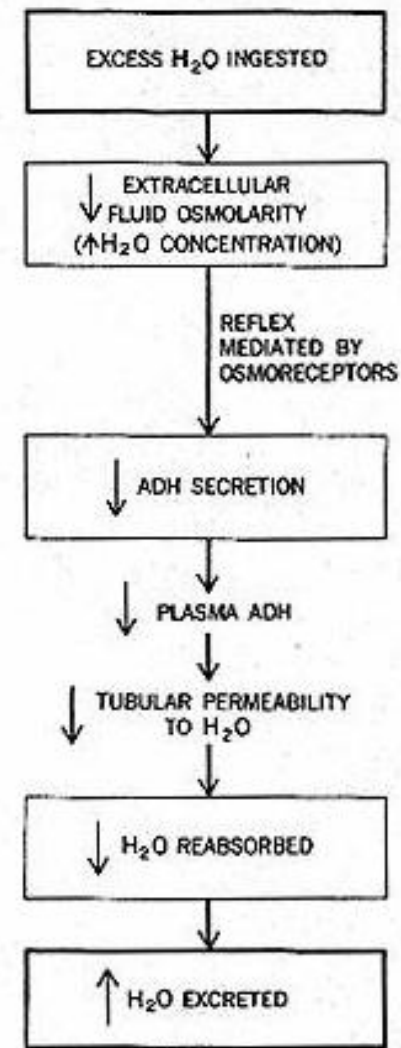 EXCESS H₂O INGESTED
↓ EXTRACELLULAR
FLUID OSMOLARITY
(↑H₂O CONCENTRATION)
REFLEX
MEDIATED BY
OSMORECEPTORS
↓ ADH SECRETION
↓ PLASMA ADH
↓ TUBULAR PERMEABILITY
TO H₂O
↓ H₂O REABSORBED
↑ H₂O EXCRETED